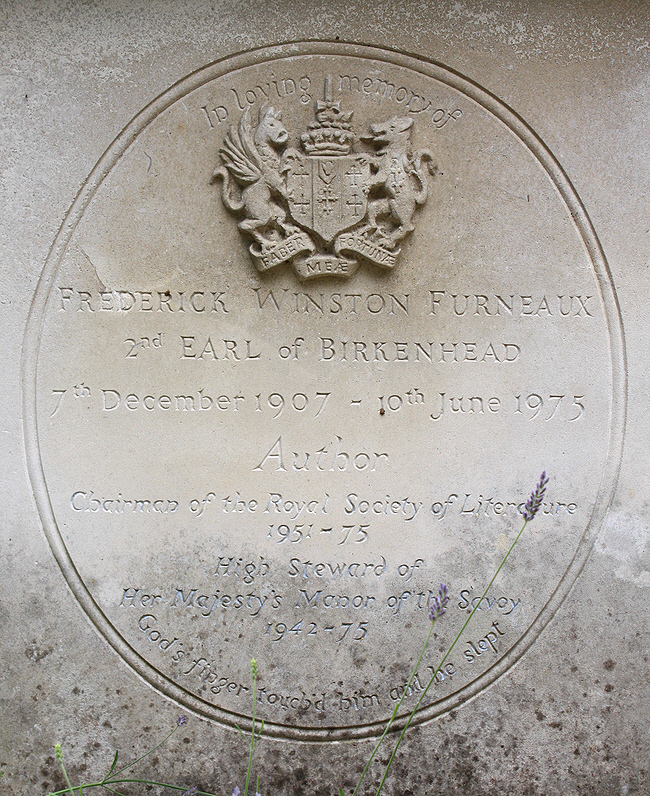 In loving memory of
FABER MEÆ FORTUNÆ
FREDERICK WINSTON FURNEAUX
2nd EARL of BIRKENHEAD
7th December 1907 - 10th June 1975
Author
Chairman of the Royal Society of Literature
1951-75
High Steward of
Her Majesty's Manor of the Savoy
1942-75
God's finger touch'd him and he slept